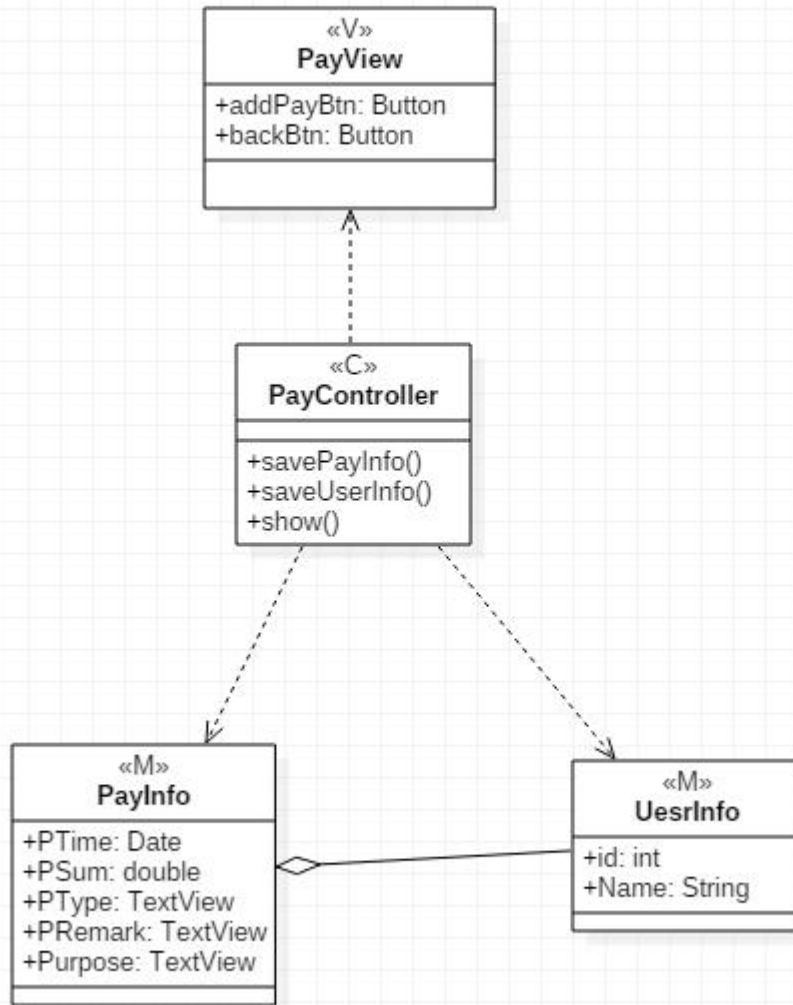 «V»
PayView
+addPayBtn: Button
+backBtn: Button
«C»
PayController
+savePayInfo()
+saveUserInfo()
+show()
«M»
PayInfo
+PTime: Date
+PSum: double
+PType: TextView
+PRemark: TextView
+Purpose: TextView
«M»
UesrInfo
+id: int
+Name: String